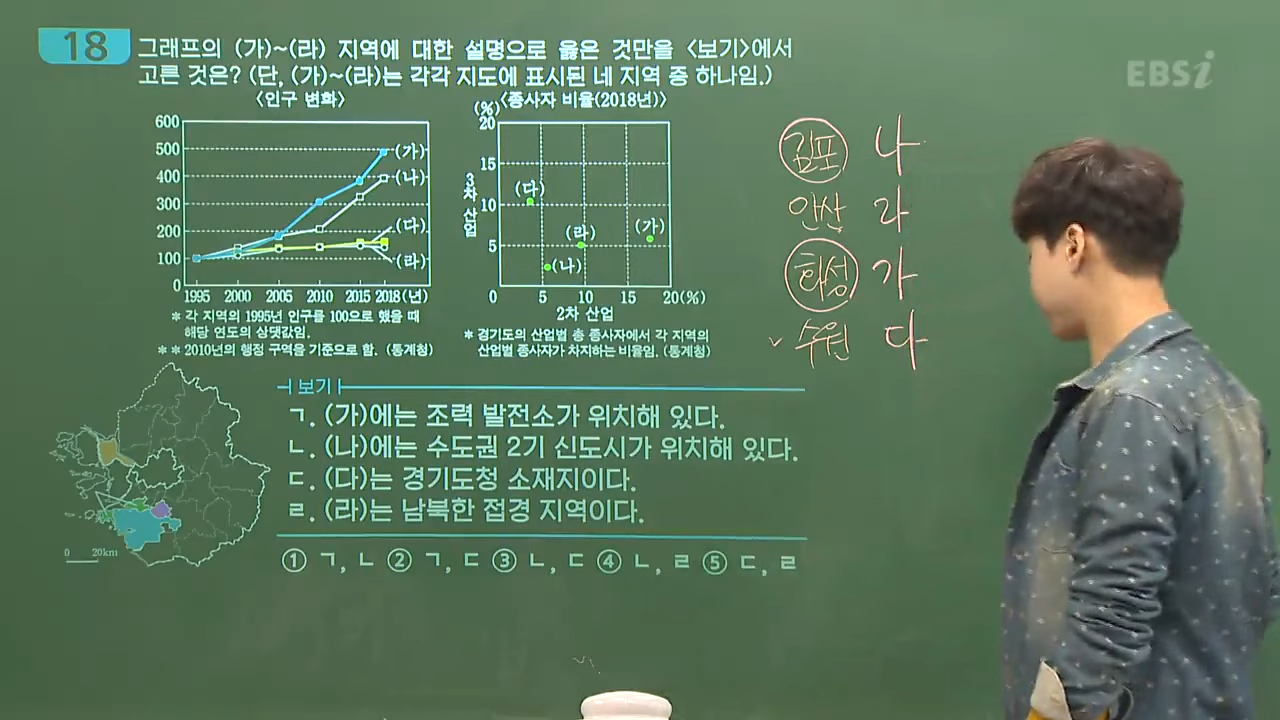 18
그래프의 (가)~(라) 지역에 대한 설명으로 옳은 것만을 <보기>에서
고른 것은? (단, (가)~(라)는 각각 지도에 표시된 네 지역 중 하나임.)
EBSi
<인구 변화>
600
500
400
300
200
100
0
(가)
(나)
(다)
(라)
1995 2000 2005 2010 2015 2018(년)
* 각 지역의 1995년 인구를 100으로 했을 때
해당 연도의 상댓값임.
** 2010년의 행정 구역을 기준으로 함. (통계청)
<종사자 비율(2018년)>
(%)
20
15
10
5
3차 산업
(다)
(라)
(가)
(나)
0 5 10 15 20(%)
2차 산업
* 경기도의 산업별 총 종사자에서 각 지역의
산업별 종사자가 차지하는 비율임. (통계청)
김포 나
안산 라
화성 가
수원 다
0 20km
보기
ㄱ. (가)에는 조력 발전소가 위치해 있다.
ㄴ. (나)에는 수도권 2기 신도시가 위치해 있다.
ㄷ. (다)는 경기도청 소재지이다.
ㄹ. (라)는 남북한 접경 지역이다.
① ㄱ, ㄴ ② ㄱ, ㄷ ③ ㄴ, ㄷ ④ ㄴ, ㄹ ⑤ ㄷ, ㄹ